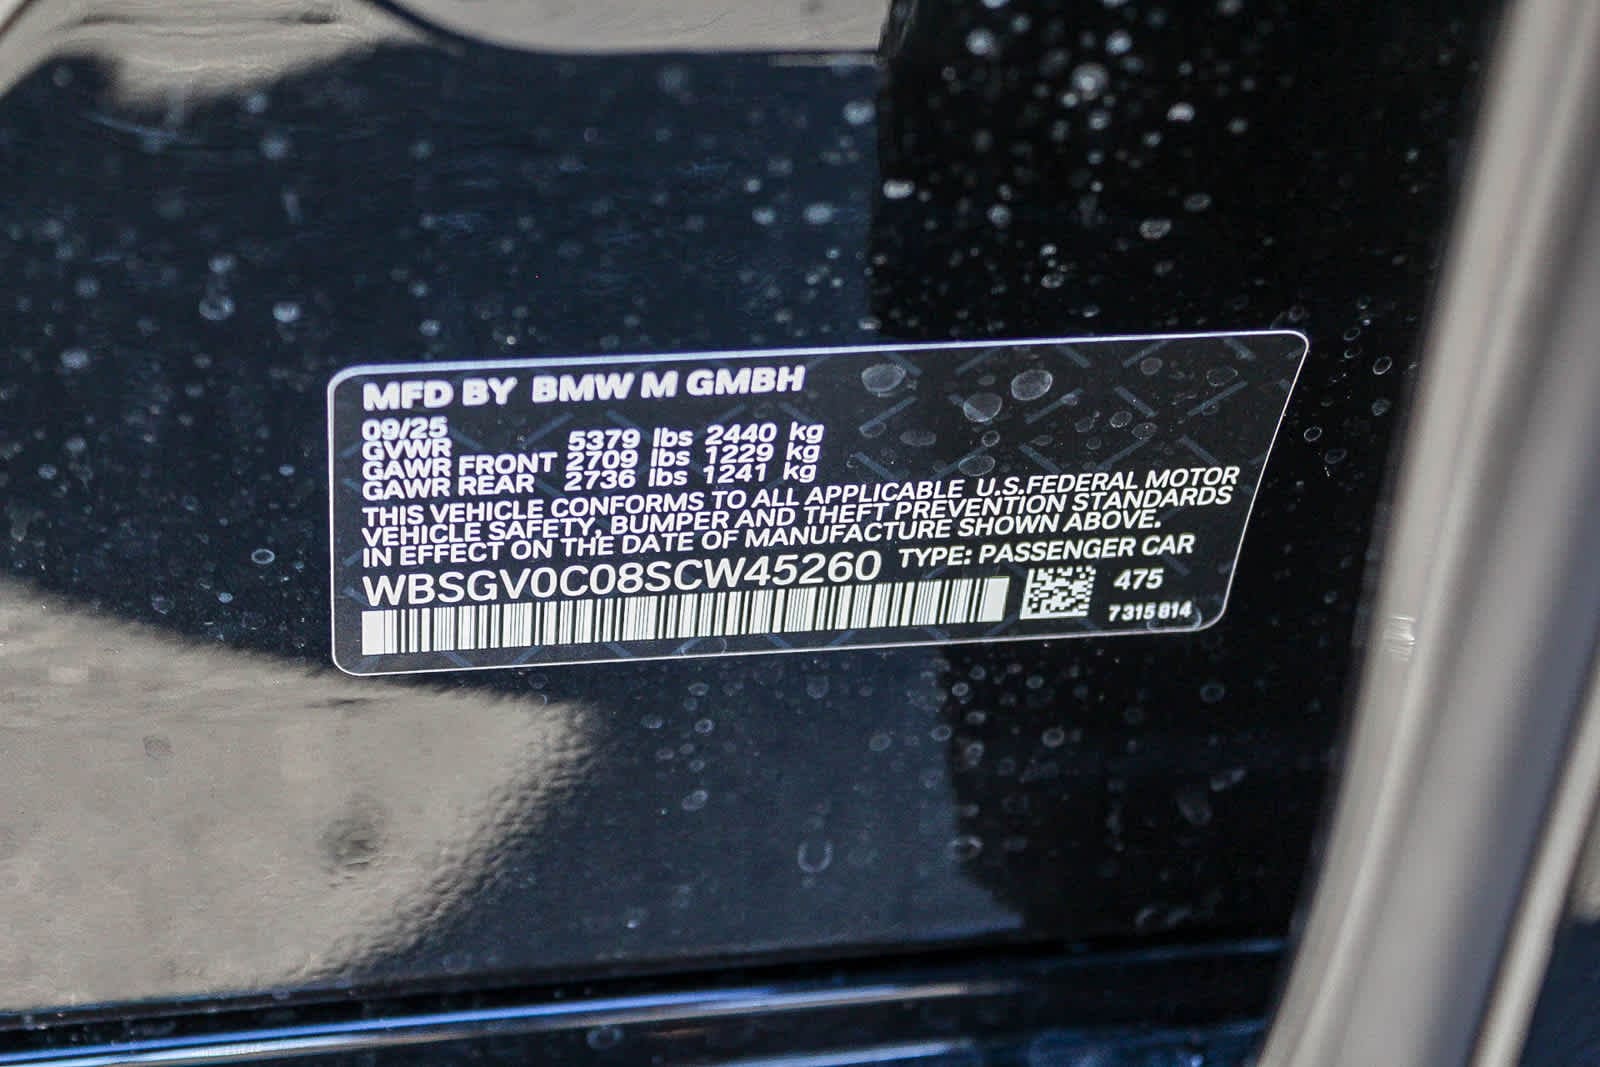 MFD BY BMW M GMBH
09/25
GVWR 5379 lbs 2440 kg
GAWR FRONT 2709 lbs 1229 kg
GAWR REAR 2736 lbs 1241 kg
THIS VEHICLE CONFORMS TO ALL APPLICABLE U.S.FEDERAL MOTOR
VEHICLE SAFETY, BUMPER AND THEFT PREVENTION STANDARDS
IN EFFECT ON THE DATE OF MANUFACTURE SHOWN ABOVE.
WBSGV0C08SCW45260 TYPE: PASSENGER CAR
475
7315814